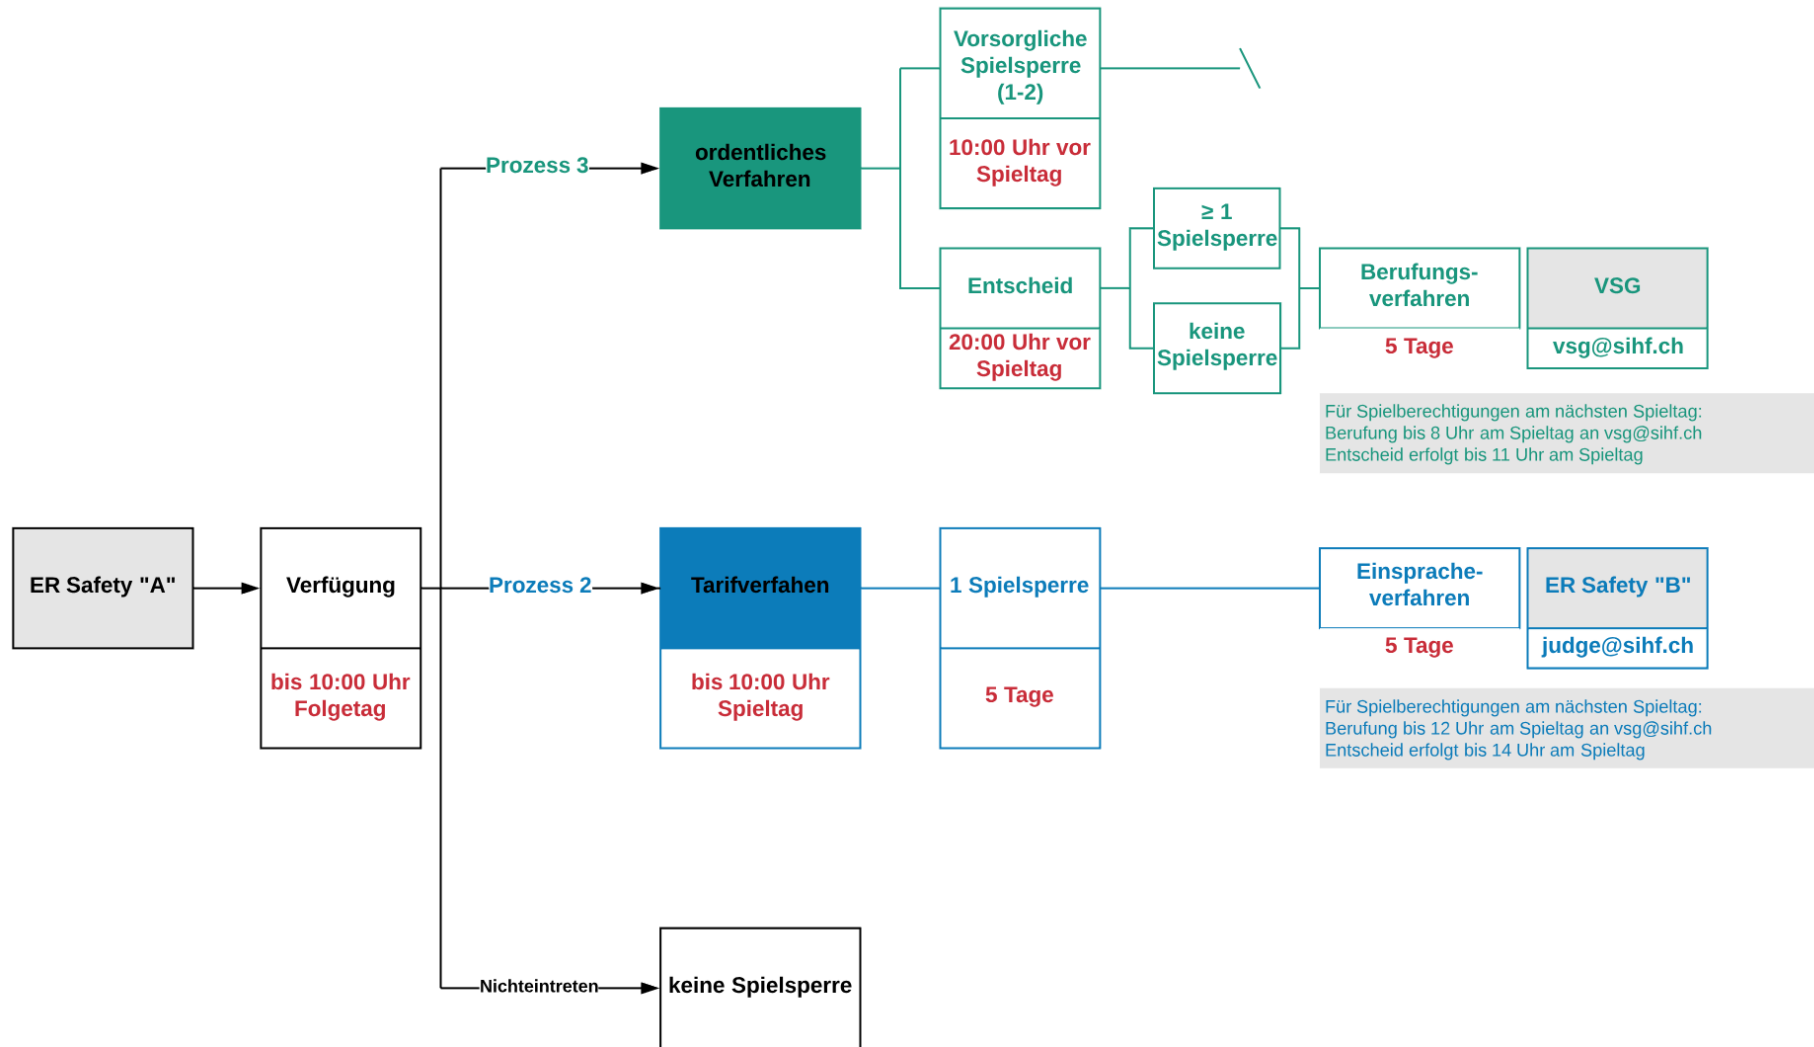 Vorsorgliche
Spielsperre
(1-2)
10:00 Uhr vor
Spieltag
Prozess 3
ordentliches
Verfahren
≥ 1
Spielsperre
Entscheid
20:00 Uhr vor
Spieltag
keine
Spielsperre
Berufungs-
verfahren
5 Tage
VSG
vsg@sihf.ch
Für Spielberechtigungen am nächsten Spieltag:
Berufung bis 8 Uhr am Spieltag an vsg@sihf.ch
Entscheid erfolgt bis 11 Uhr am Spieltag
ER Safety "A"
Verfügung
bis 10:00 Uhr
Folgetag
Prozess 2
Tarifverfahen
bis 10:00 Uhr
Spieltag
1 Spielsperre
5 Tage
Einsprache-
verfahren
5 Tage
ER Safety "B"
judge@sihf.ch
Für Spielberechtigungen am nächsten Spieltag:
Berufung bis 12 Uhr am Spieltag an vsg@sihf.ch
Entscheid erfolgt bis 14 Uhr am Spieltag
Nichteintreten
keine Spielsperre